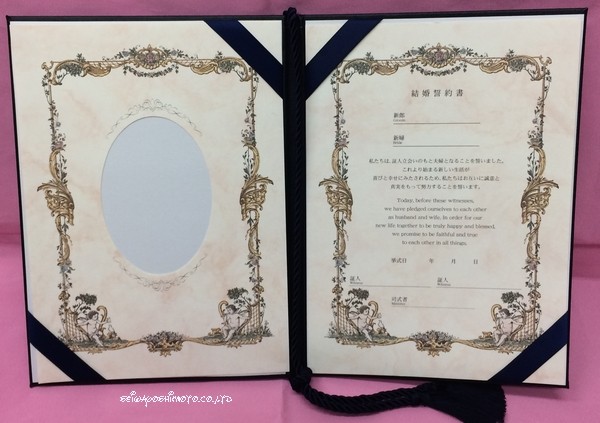 結婚誓約書
新郎
新婦
私たちは、証人立会いのもと夫婦となることを誓いました。
これより始まる新しい生活が
喜びと幸せにみたされるため、私たちはお互いに誠意と
真実をもって努力することを誓います。
Today, before these witnesses,
we have pledged ourselves to each other
as husband and wife, in order for our
new life together to be truly happy and blessed,
we promise to be faithful and true
to each other in all things.
挙式日 年 月 日
証人 証人
司式者
SEIWAYOSHIMOTO.CO.,LTD